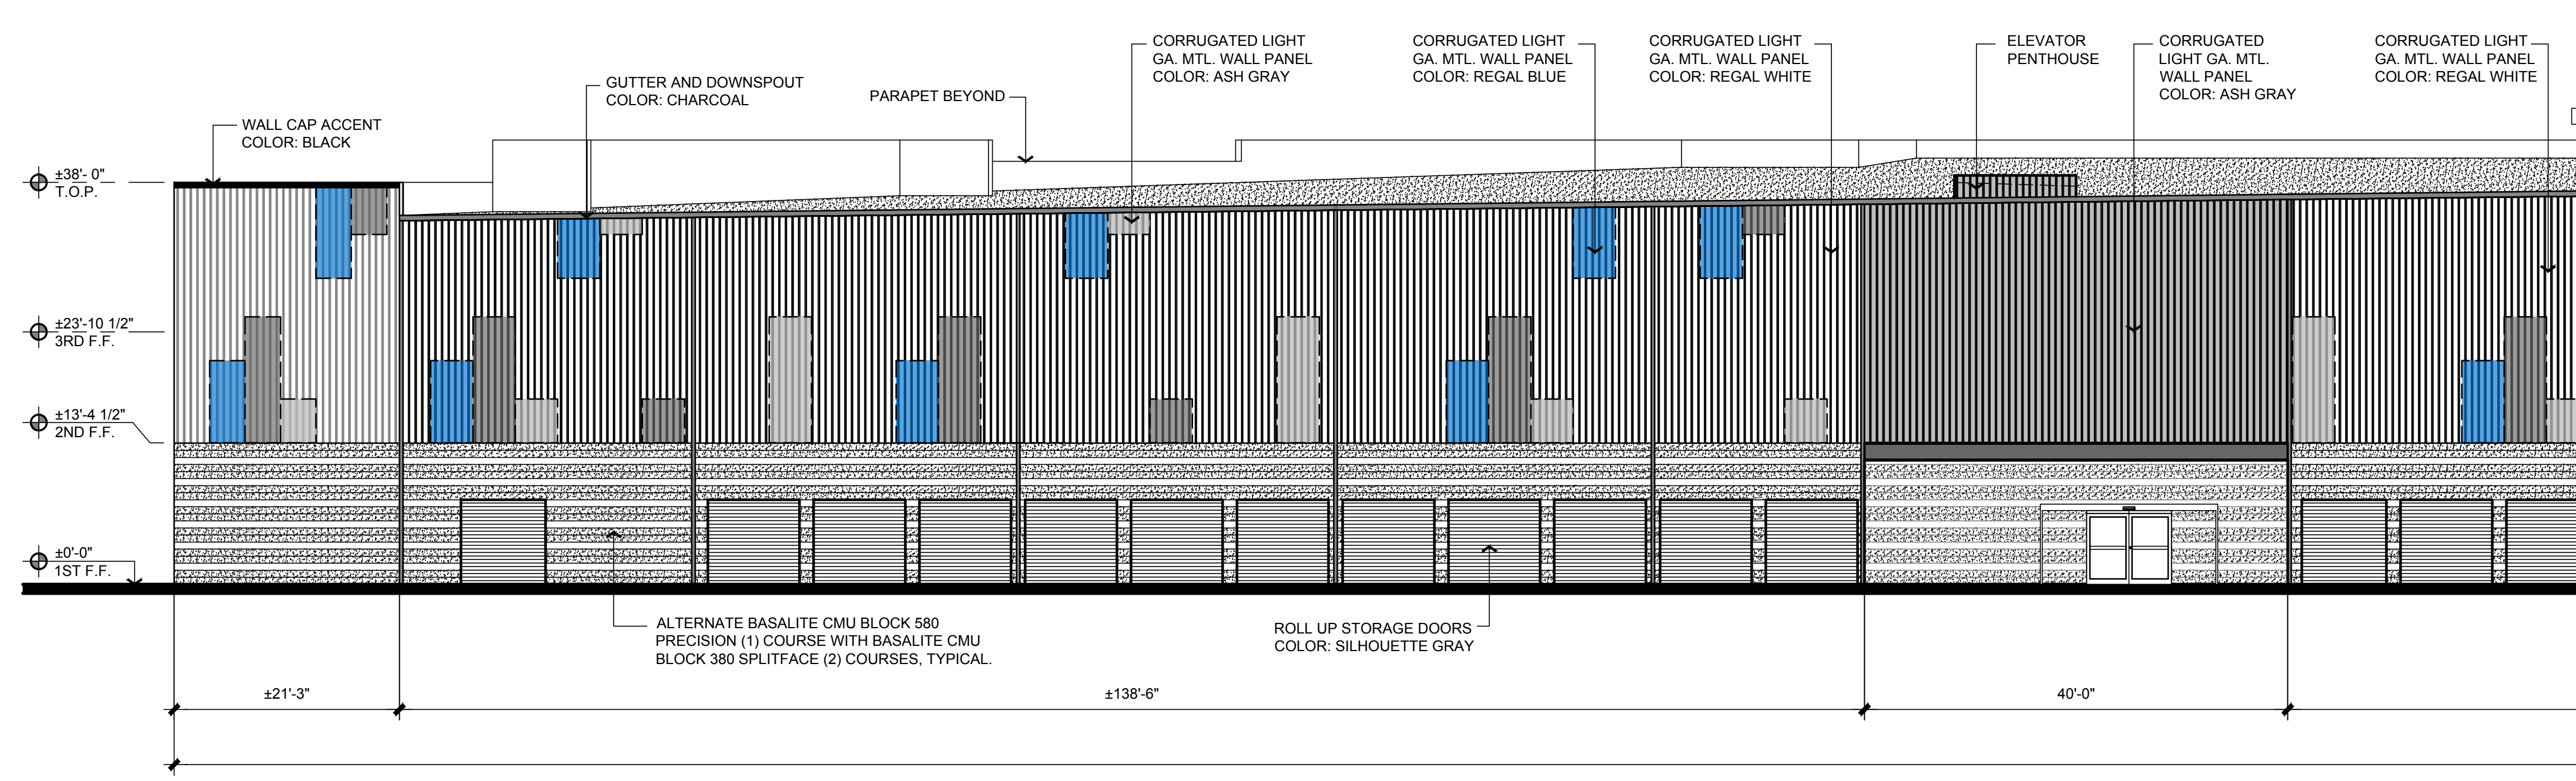 CORRUGATED LIGHT
GA. MTL. WALL PANEL
COLOR: ASH GRAY
CORRUGATED LIGHT
GA. MTL. WALL PANEL
COLOR: REGAL BLUE
CORRUGATED LIGHT
GA. MTL. WALL PANEL
COLOR: REGAL WHITE
ELEVATOR
PENTHOUSE
CORRUGATED
LIGHT GA. MTL.
WALL PANEL
COLOR: ASH GRAY
CORRUGATED LIGHT
GA. MTL. WALL PANEL
COLOR: REGAL WHITE
GUTTER AND DOWNSPOUT
COLOR: CHARCOAL
PARAPET BEYOND
WALL CAP ACCENT
COLOR: BLACK
±38'- 0"
T.O.P.
±23'-10 1/2"
3RD F.F.
±13'-4 1/2"
2ND F.F.
±0'-0"
1ST F.F.
ALTERNATE BASALITE CMU BLOCK 580
PRECISION (1) COURSE WITH BASALITE CMU
BLOCK 380 SPLITFACE (2) COURSES, TYPICAL.
ROLL UP STORAGE DOORS
COLOR: SILHOUETTE GRAY
±21'-3"
±138'-6"
40'-0"